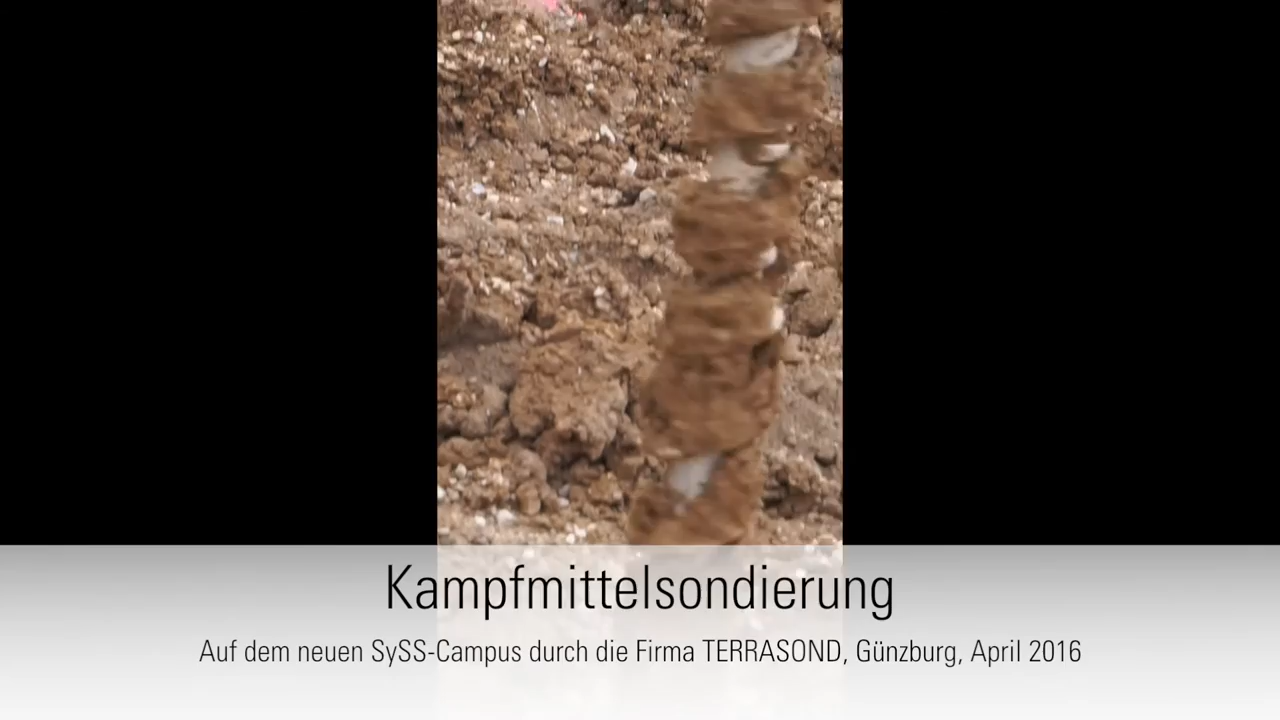 Kampfmittelsondierung
Auf dem neuen SySS-Campus durch die Firma TERRASOND, Günzburg, April 2016